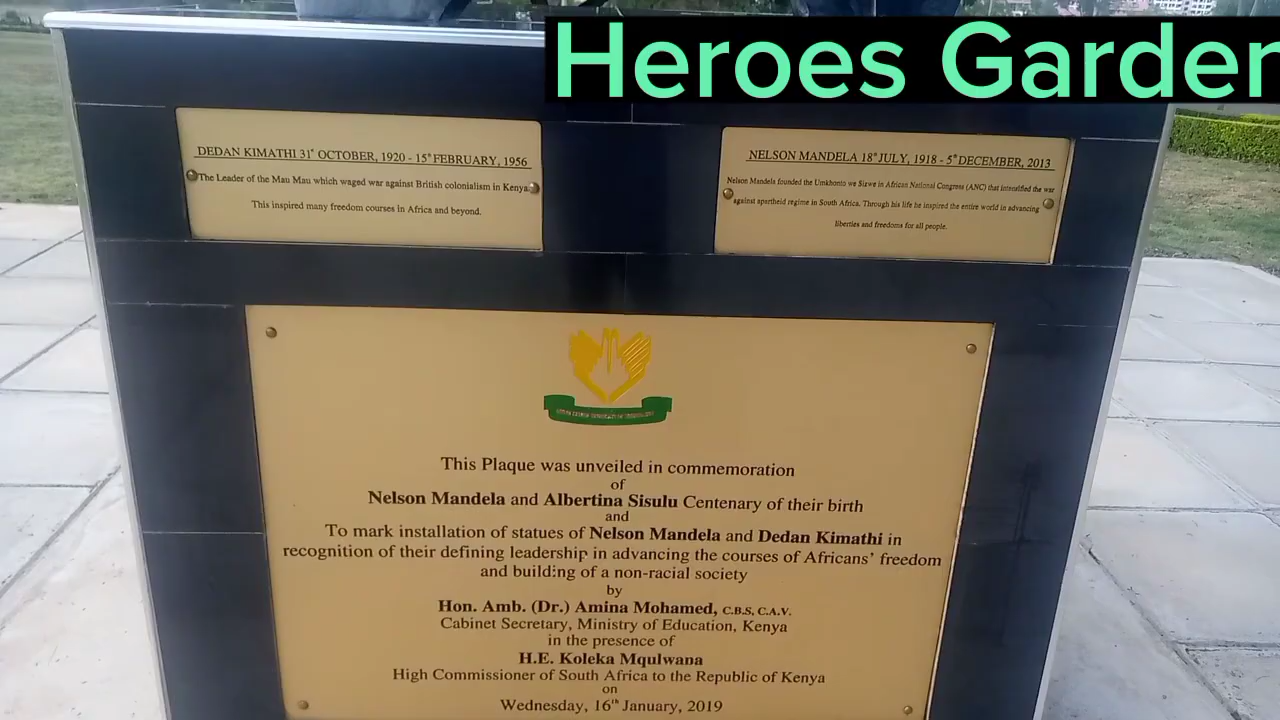 Heroes Garden
DEDAN KIMATHI 31st OCTOBER, 1920 - 15th FEBRUARY, 1956
The Leader of the Mau Mau which waged war against British colonialism in Kenya.
This inspired many freedom courses in Africa and beyond.
NELSON MANDELA 18th JULY, 1918 - 5th DECEMBER, 2013
Nelson Mandela founded the Umkhonto we Sizwe in African National Congress (ANC) that intensified the war
against apartheid regime in South Africa. Through his life he inspired the entire world in advancing
liberties and freedoms for all people.
This Plaque was unveiled in commemoration
of
Nelson Mandela and Albertina Sisulu Centenary of their birth
and
To mark installation of statues of Nelson Mandela and Dedan Kimathi in
recognition of their defining leadership in advancing the courses of Africans' freedom
and building of a non-racial society
by
Hon. Amb. (Dr.) Amina Mohamed, C.B.S, C.A.V.
Cabinet Secretary, Ministry of Education, Kenya
in the presence of
H.E. Koleka Mqulwana
High Commissioner of South Africa to the Republic of Kenya
on
Wednesday, 16th January, 2019